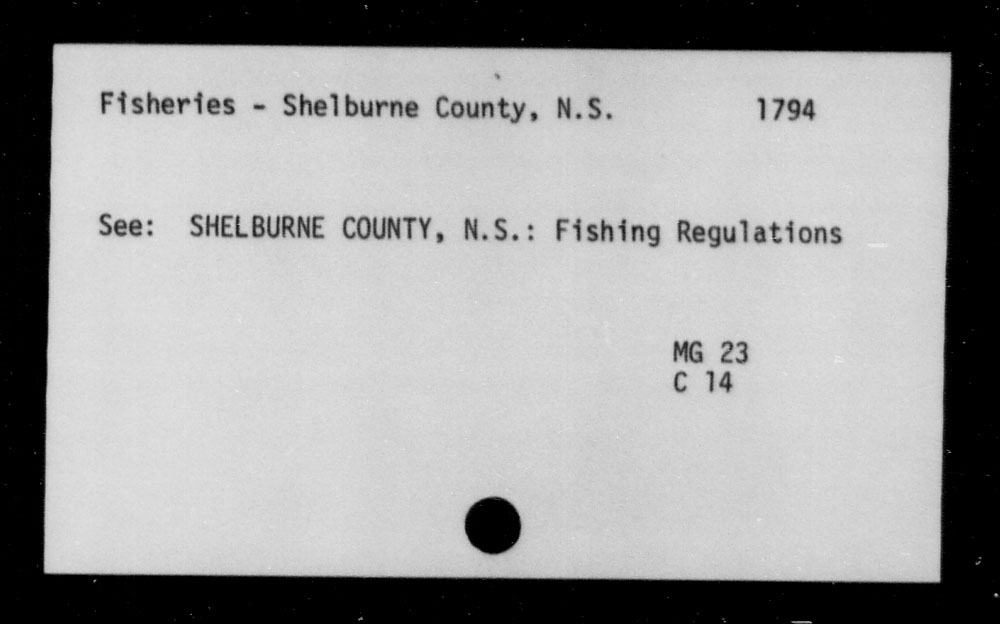 Fisheries - Shelburne County, N.S. 1794
See: SHELBURNE COUNTY, N.S.: Fishing Regulations
MG 23
C 14